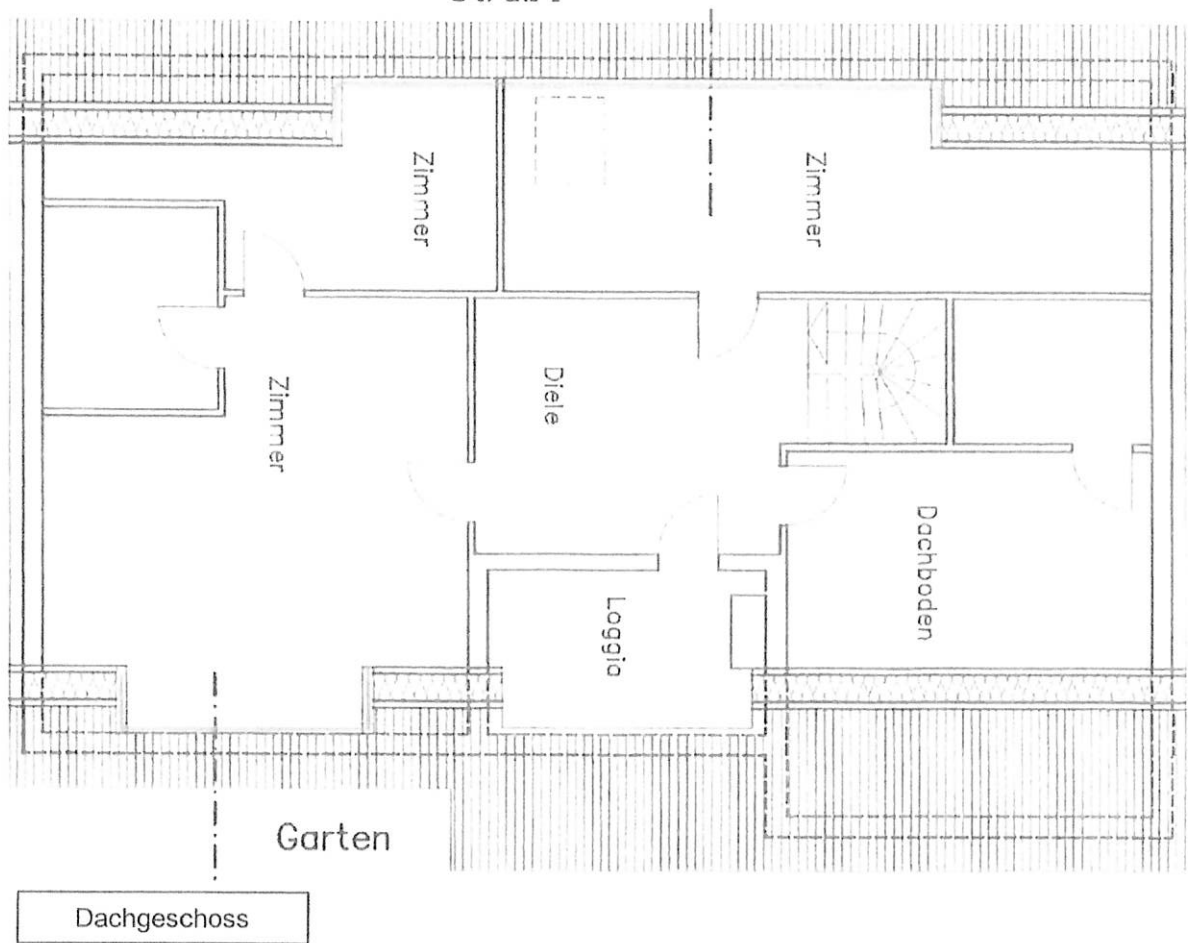 Zimmer
Zimmer
Zimmer
Diele
Dachboden
Loggia
Garten
Dachgeschoss